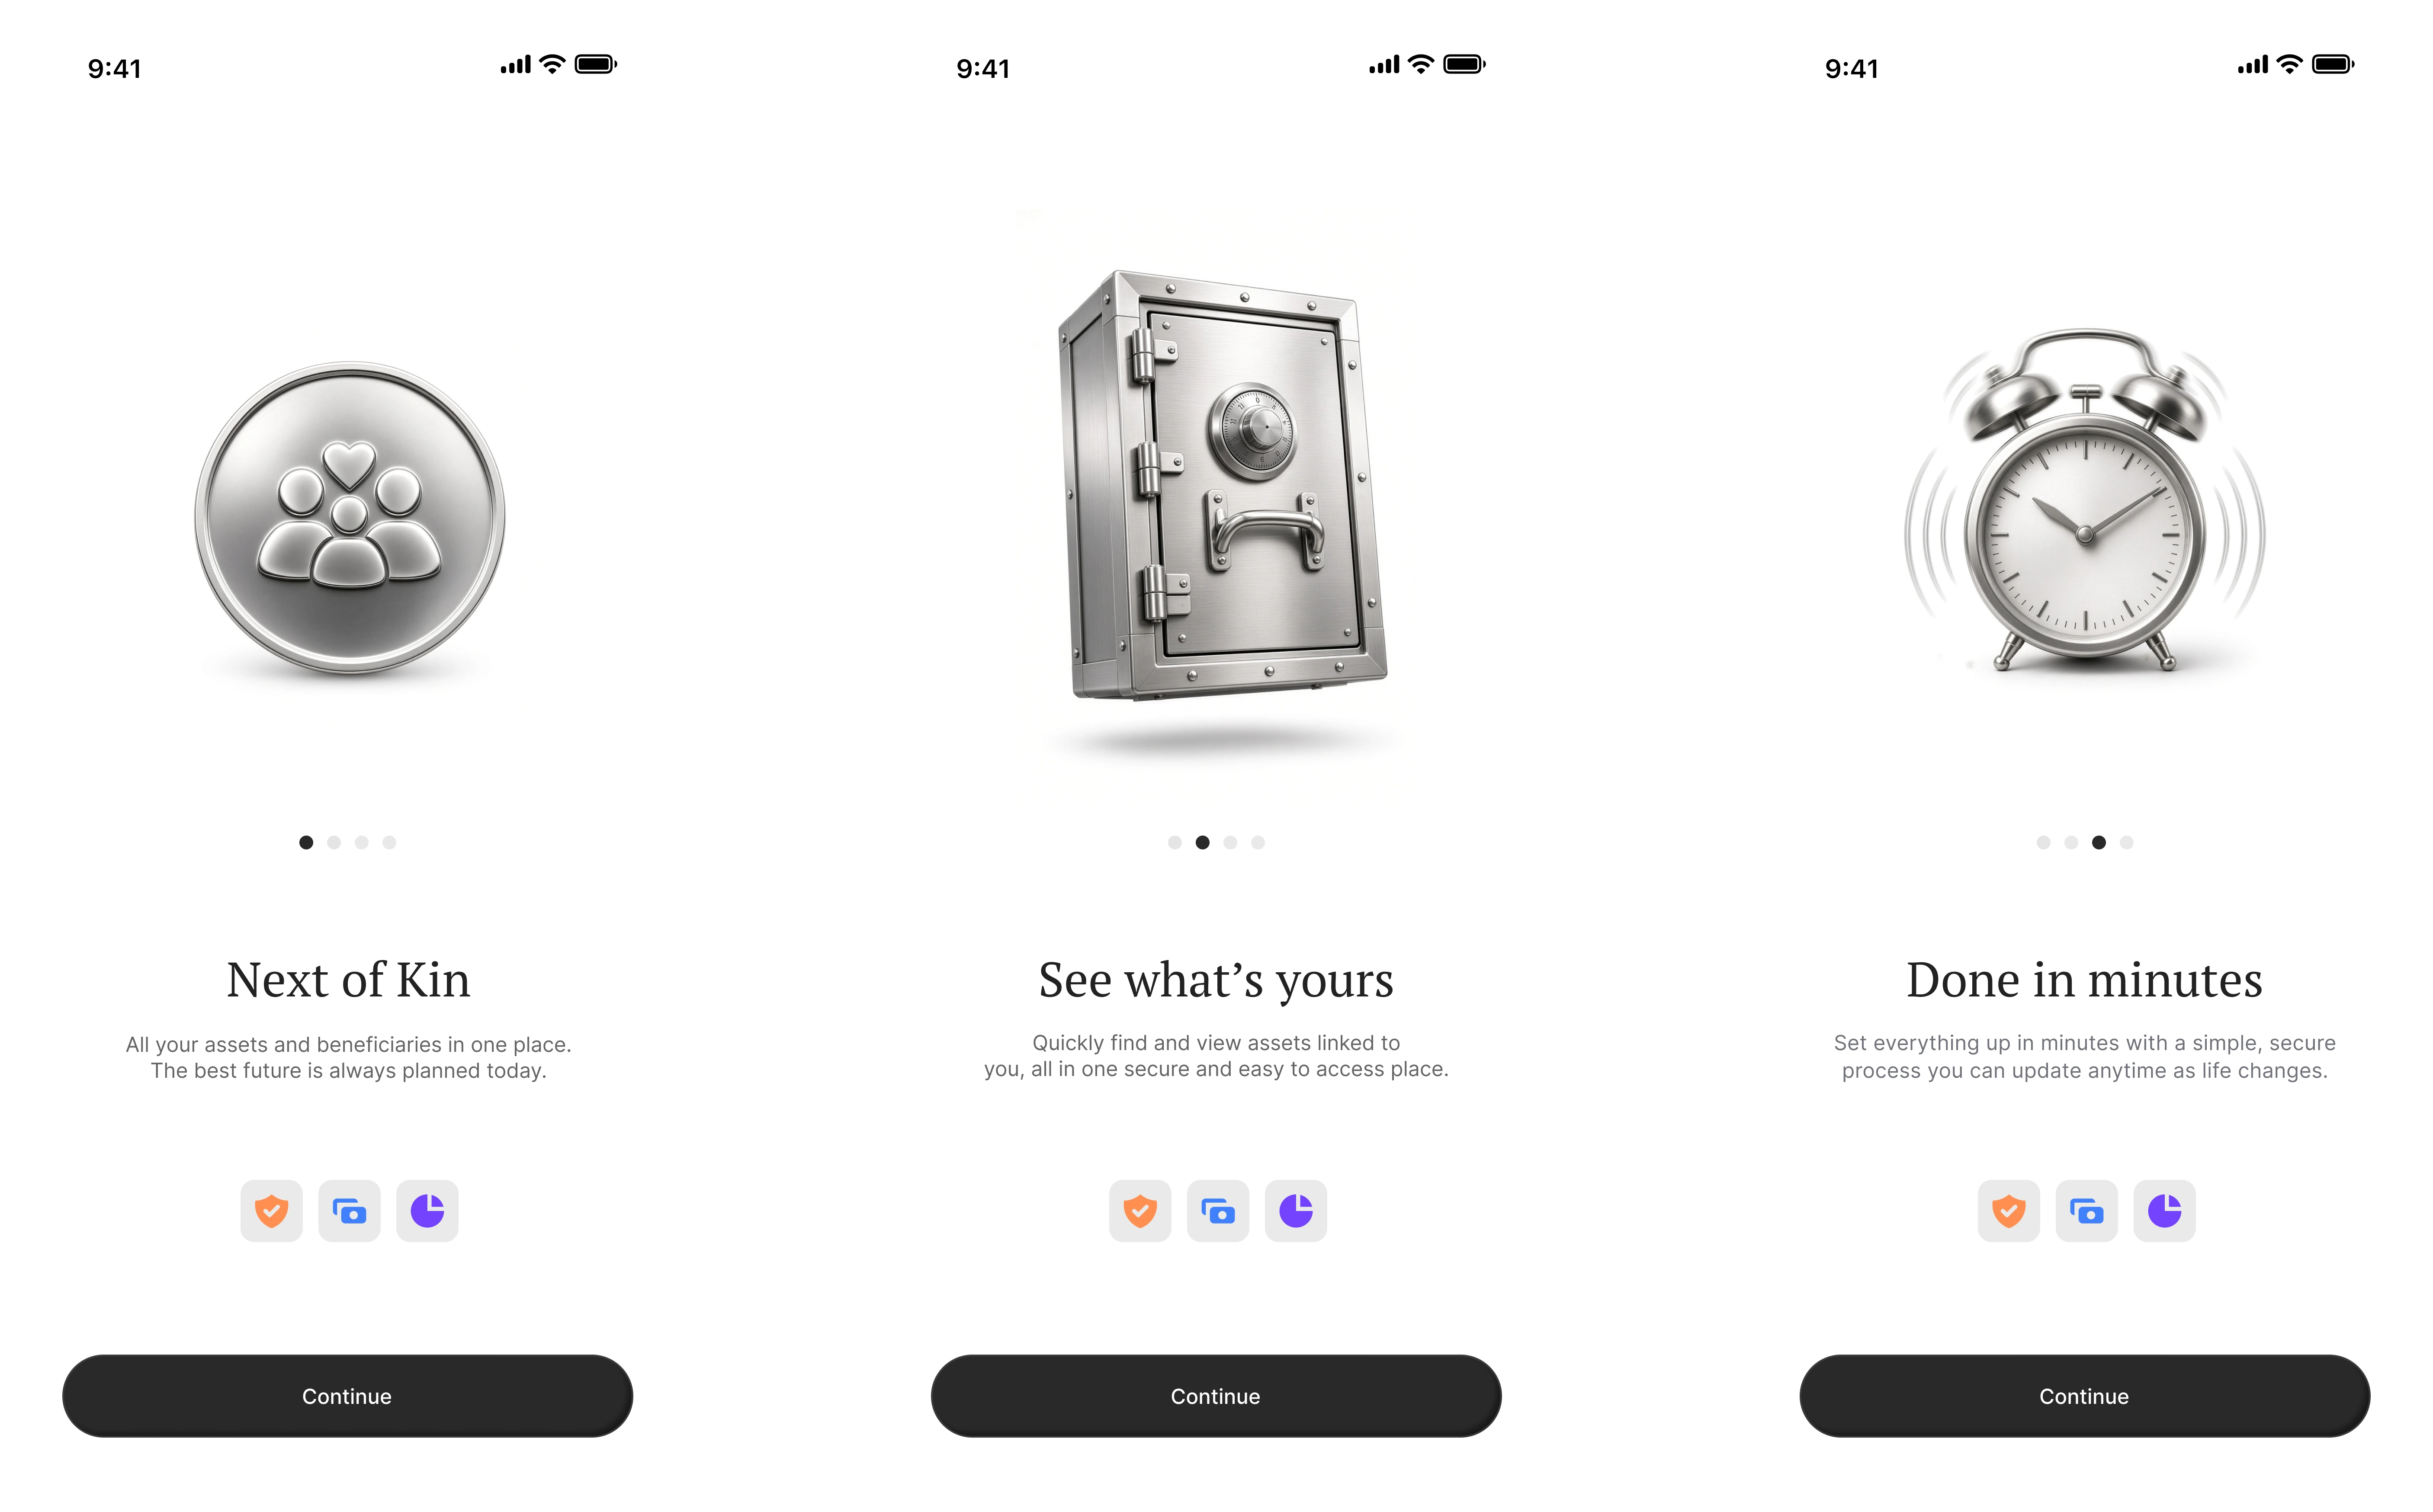 9:41
Next of Kin
All your assets and beneficiaries in one place.
The best future is always planned today.
Continue
9:41
See what’s yours
Quickly find and view assets linked to
you, all in one secure and easy to access place.
Continue
9:41
Done in minutes
Set everything up in minutes with a simple, secure
process you can update anytime as life changes.
Continue